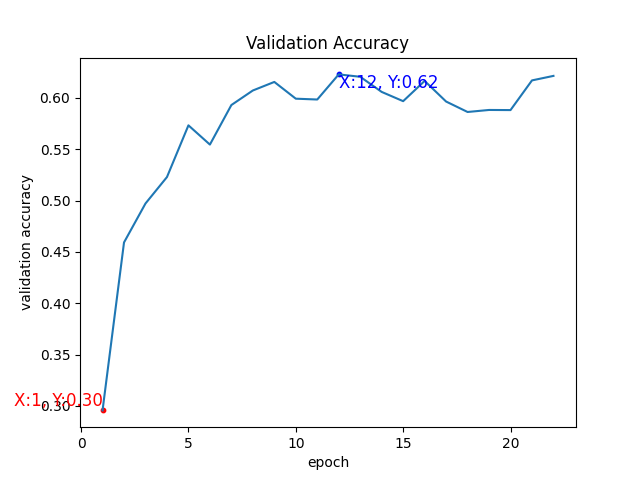 Validation Accuracy
validation accuracy
0.60
0.55
0.50
0.45
0.40
0.35
0.30
X:12, Y:0.62
X:1, Y:0.30
0
5
10
15
20
epoch